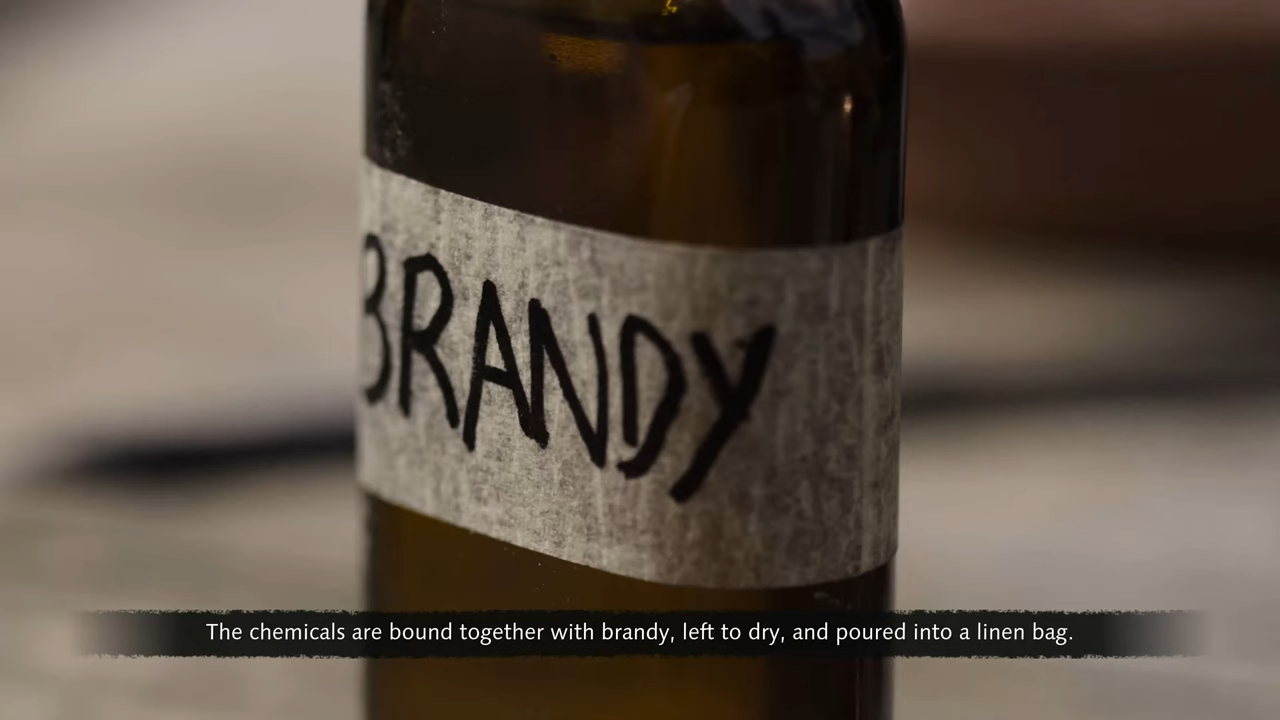 BRANDY
The chemicals are bound together with brandy, left to dry, and poured into a linen bag.